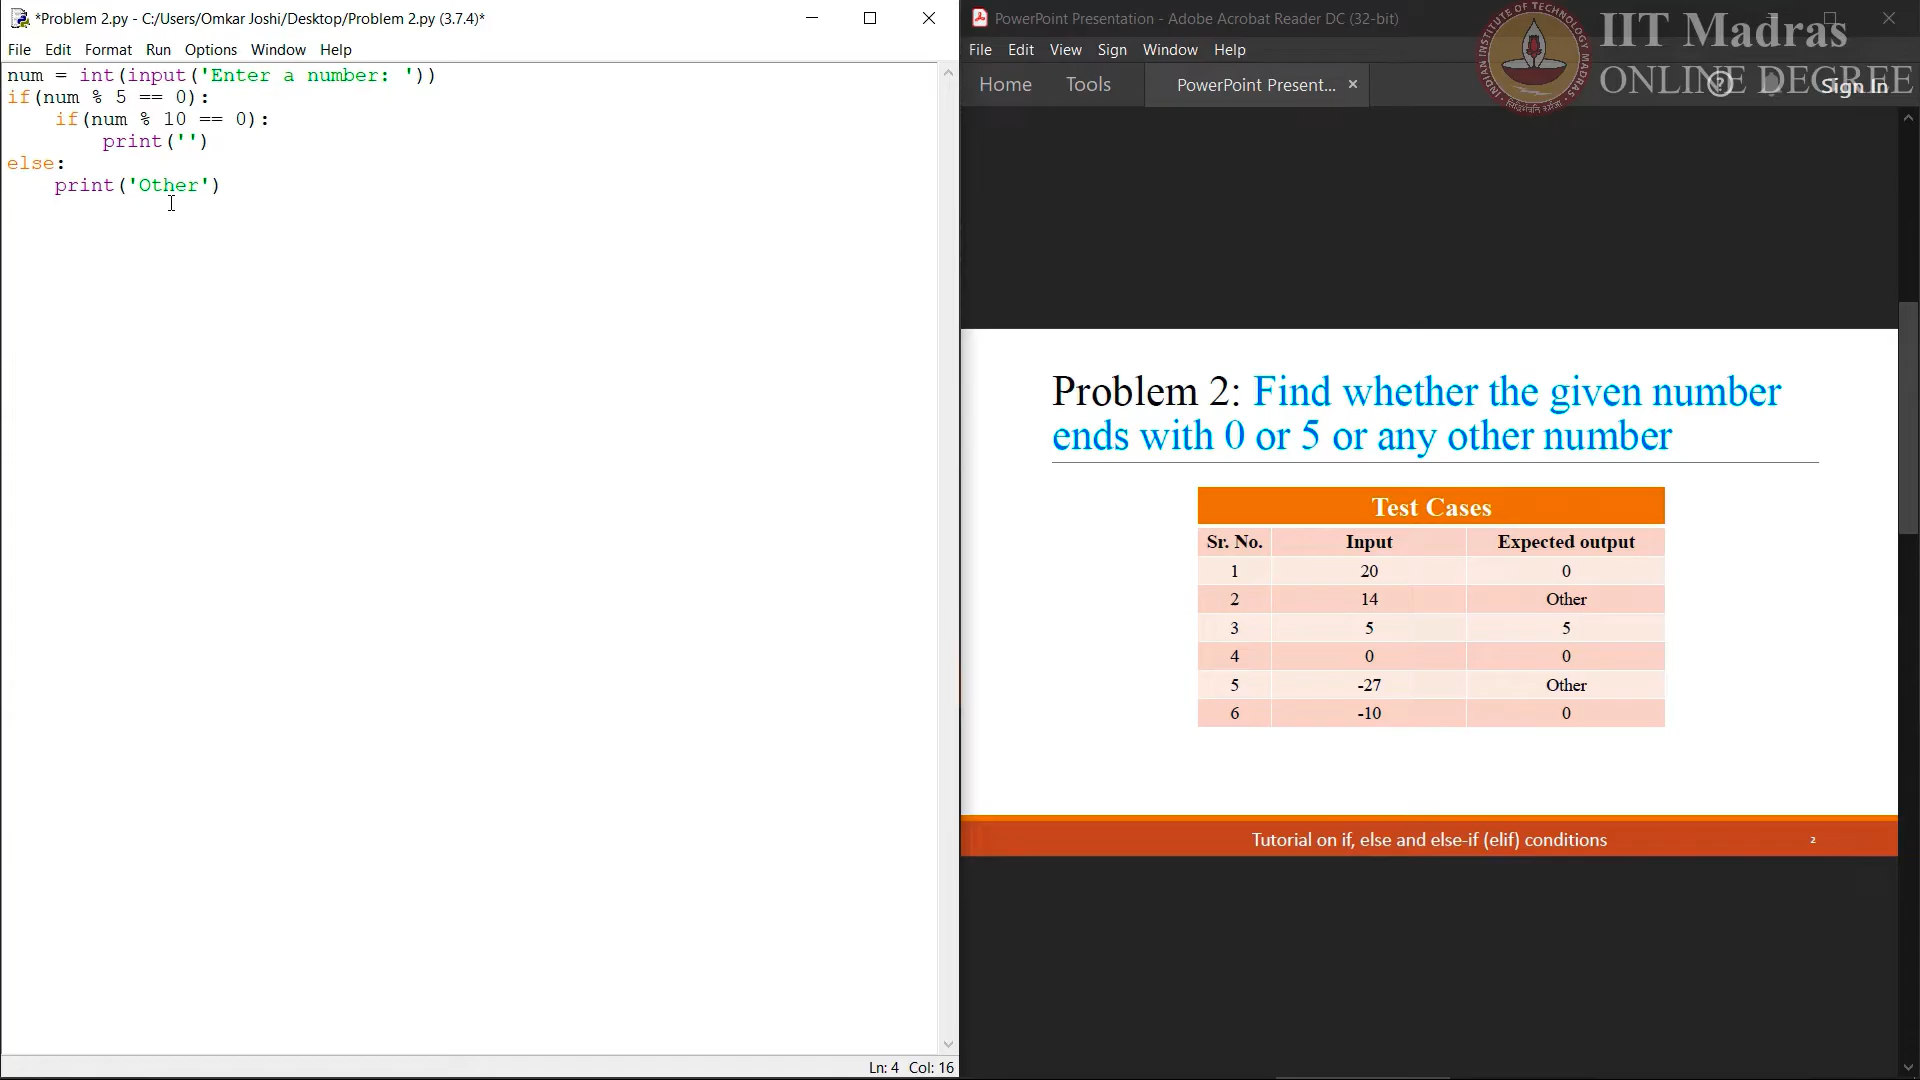 *Problem 2.py - C:/Users/Omkar Joshi/Desktop/Problem 2.py (3.7.4)*
File Edit Format Run Options Window Help
num = int(input('Enter a number: '))
if(num % 5 == 0):
    if(num % 10 == 0):
        print('')
else:
    print('Other')
Ln: 4 Col: 16
PowerPoint Presentation - Adobe Acrobat Reader DC (32-bit)
File Edit View Sign Window Help
Home Tools PowerPoint Present... ×
Sign In
IIT Madras
ONLINE DEGREE
INDIAN INSTITUTE OF TECHNOLOGY MADRAS
Problem 2: Find whether the given number
ends with 0 or 5 or any other number
Test Cases
Sr. No. Input Expected output
1 20 0
2 14 Other
3 5 5
4 0 0
5 -27 Other
6 -10 0
Tutorial on if, else and else-if (elif) conditions 2